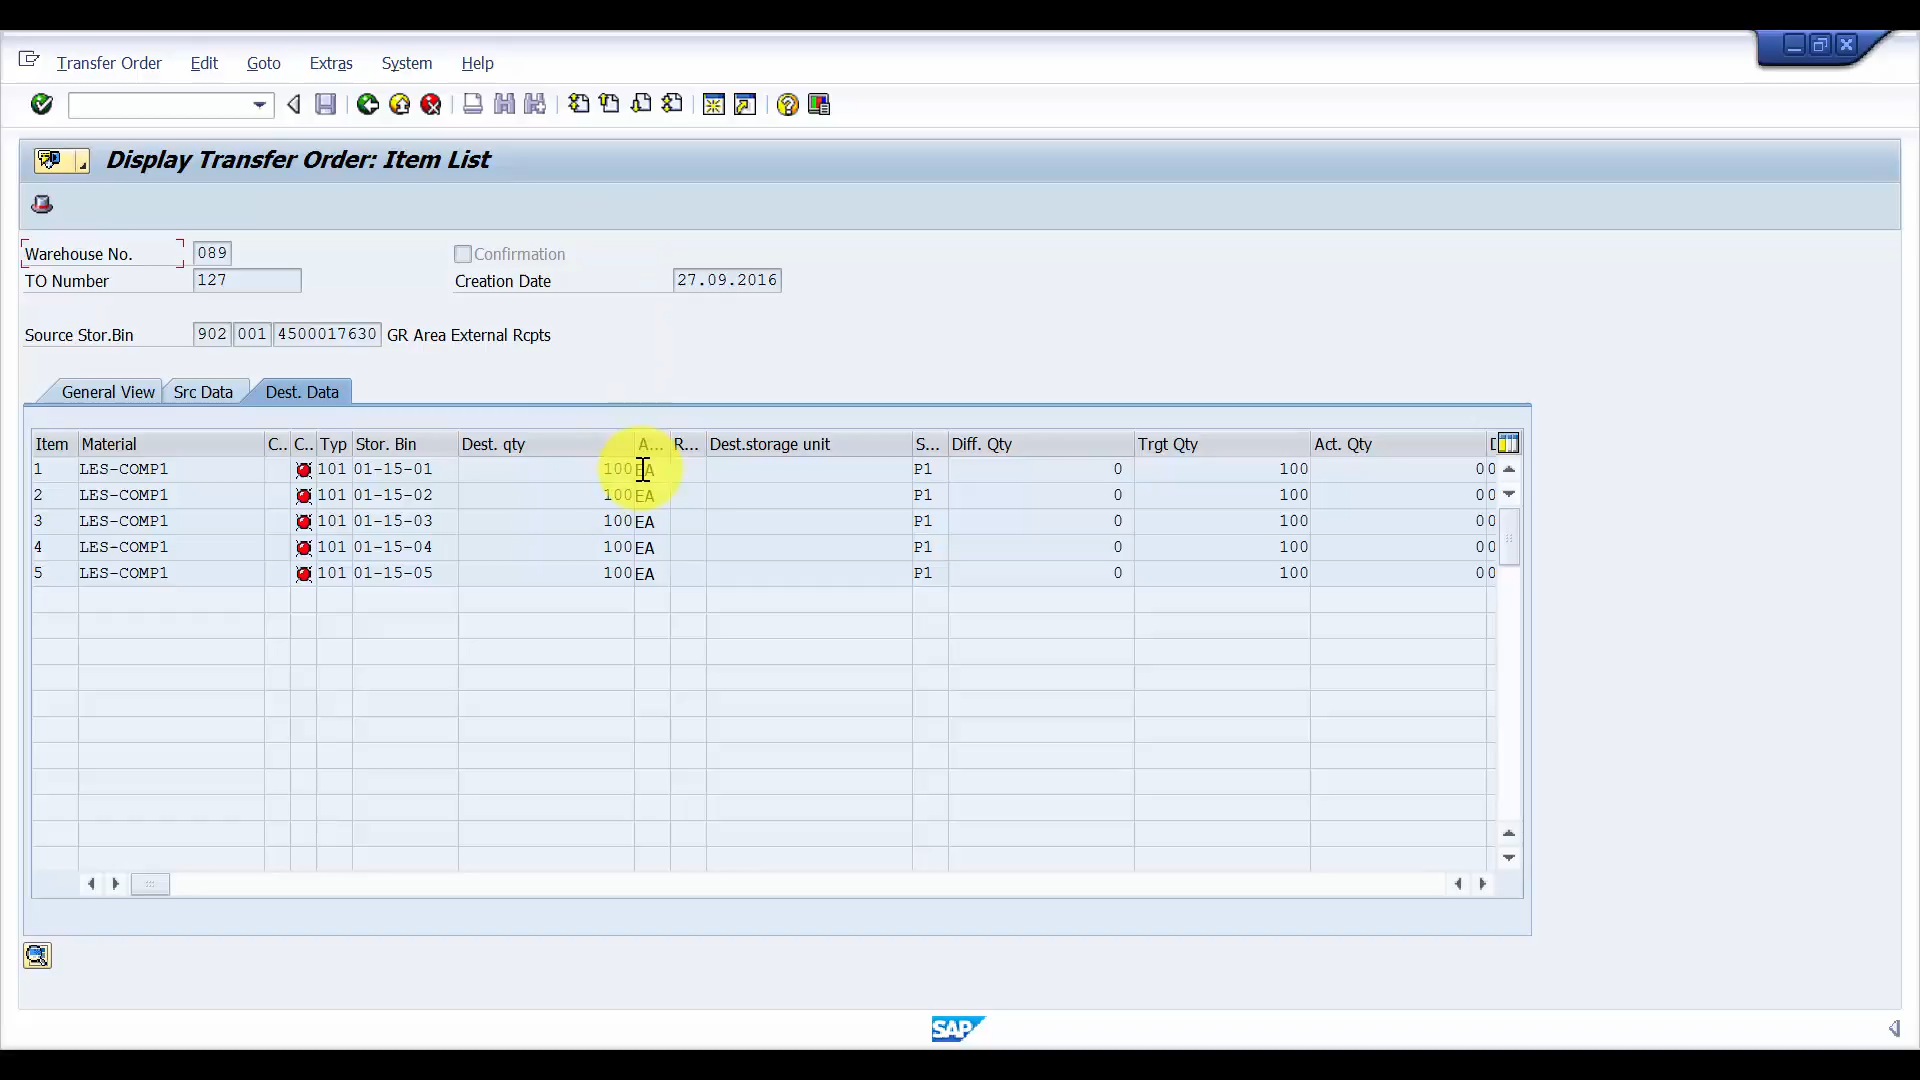 Transfer Order Edit Goto Extras System Help
Display Transfer Order: Item List
Warehouse No. 089 Confirmation
TO Number 127 Creation Date 27.09.2016
Source Stor.Bin 902 001 4500017630 GR Area External Rcpts
General View Src Data Dest. Data
Item Material C.. C.. Typ Stor. Bin Dest. qty A... R... Dest.storage unit S... Diff. Qty Trgt Qty Act. Qty D
1 LES-COMP1 101 01-15-01 100 EA P1 0 100 0 0
2 LES-COMP1 101 01-15-02 100 EA P1 0 100 0 0
3 LES-COMP1 101 01-15-03 100 EA P1 0 100 0 0
4 LES-COMP1 101 01-15-04 100 EA P1 0 100 0 0
5 LES-COMP1 101 01-15-05 100 EA P1 0 100 0 0
SAP